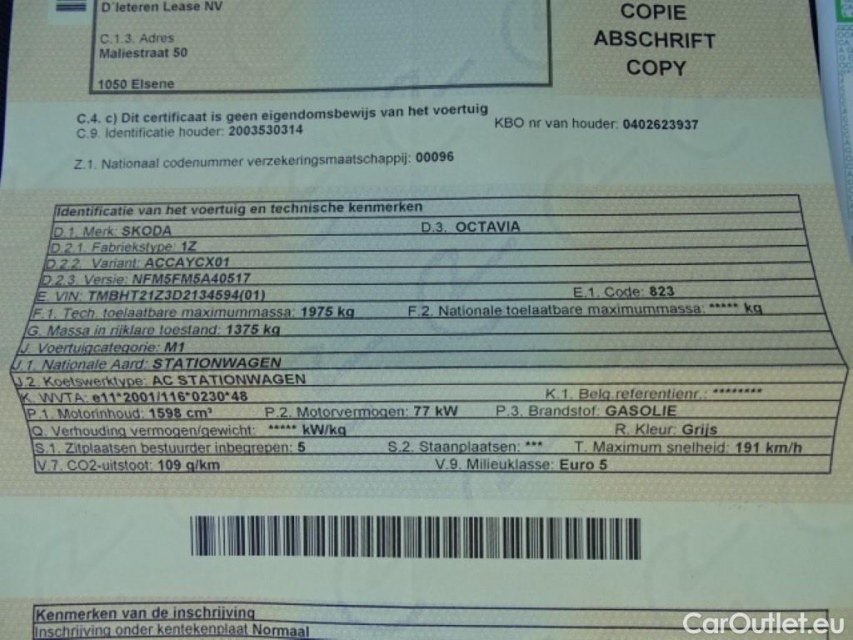 D'Ieteren Lease NV
COPIE
ABSCHRIFT
COPY
C.1.3. Adres
Maliestraat 50
1050 Elsene
C.4. c) Dit certificaat is geen eigendomsbewijs van het voertuig
C.9. Identificatie houder: 2003530314
KBO nr van houder: 0402623937
Z.1. Nationaal codenummer verzekeringsmaatschappij: 00096
Identificatie van het voertuig en technische kenmerken
D.1. Merk: SKODA D.3. OCTAVIA
D.2.1. Fabriekstype: 1Z
D.2.2. Variant: ACCAYCX01
D.2.3. Versie: NFM5FM5A40517
E. VIN: TMBHT21Z3D2134594(01) E.1. Code: 823
F.1. Tech. toelaatbare maximummassa: 1975 kg F.2. Nationale toelaatbare maximummassa: ***** kg
G. Massa in rijklare toestand: 1375 kg
J. Voertuigcategorie: M1
J.1. Nationale Aard: STATIONWAGEN
J.2. Koetswerktype: AC STATIONWAGEN
K. WVTA: e11*2001/116*0230*48 K.1. Belg.referentienr.: ********
P.1. Motorinhoud: 1598 cm³ P.2. Motorvermogen: 77 kW P.3. Brandstof: GASOLIE
Q. Verhouding vermogen/gewicht: ***** kW/kg R. Kleur: Grijs
S.1. Zitplaatsen bestuurder inbegrepen: 5 S.2. Staanplaatsen: *** T. Maximum snelheid: 191 km/h
V.7. CO2-uitstoot: 109 g/km V.9. Milieuklasse: Euro 5
Kenmerken van de inschrijving
Inschrijving onder kentekenplaat Normaal
CarOutlet.eu